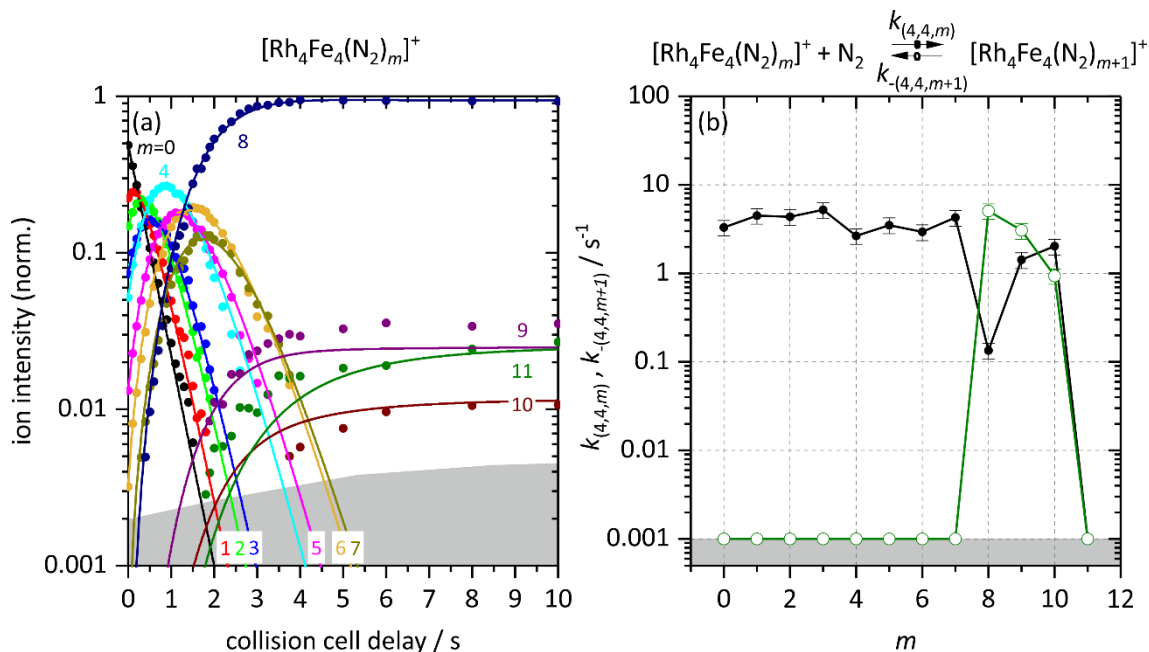 [Rh₄Fe₄(N₂)ₘ]⁺
(a)
m=0
4
8
9
11
10
1 2 3 5 6 7
1
0.1
0.01
0.001
ion intensity (norm.)
0 1 2 3 4 5 6 7 8 9 10
collision cell delay / s
k(4,4,m)
[Rh₄Fe₄(N₂)ₘ]⁺ + N₂ [Rh₄Fe₄(N₂)ₘ₊₁]⁺
k-(4,4,m+1)
(b)
100
10
1
0.1
0.01
0.001
k(4,4,m) , k-(4,4,m+1) / s⁻¹
0 2 4 6 8 10 12
m